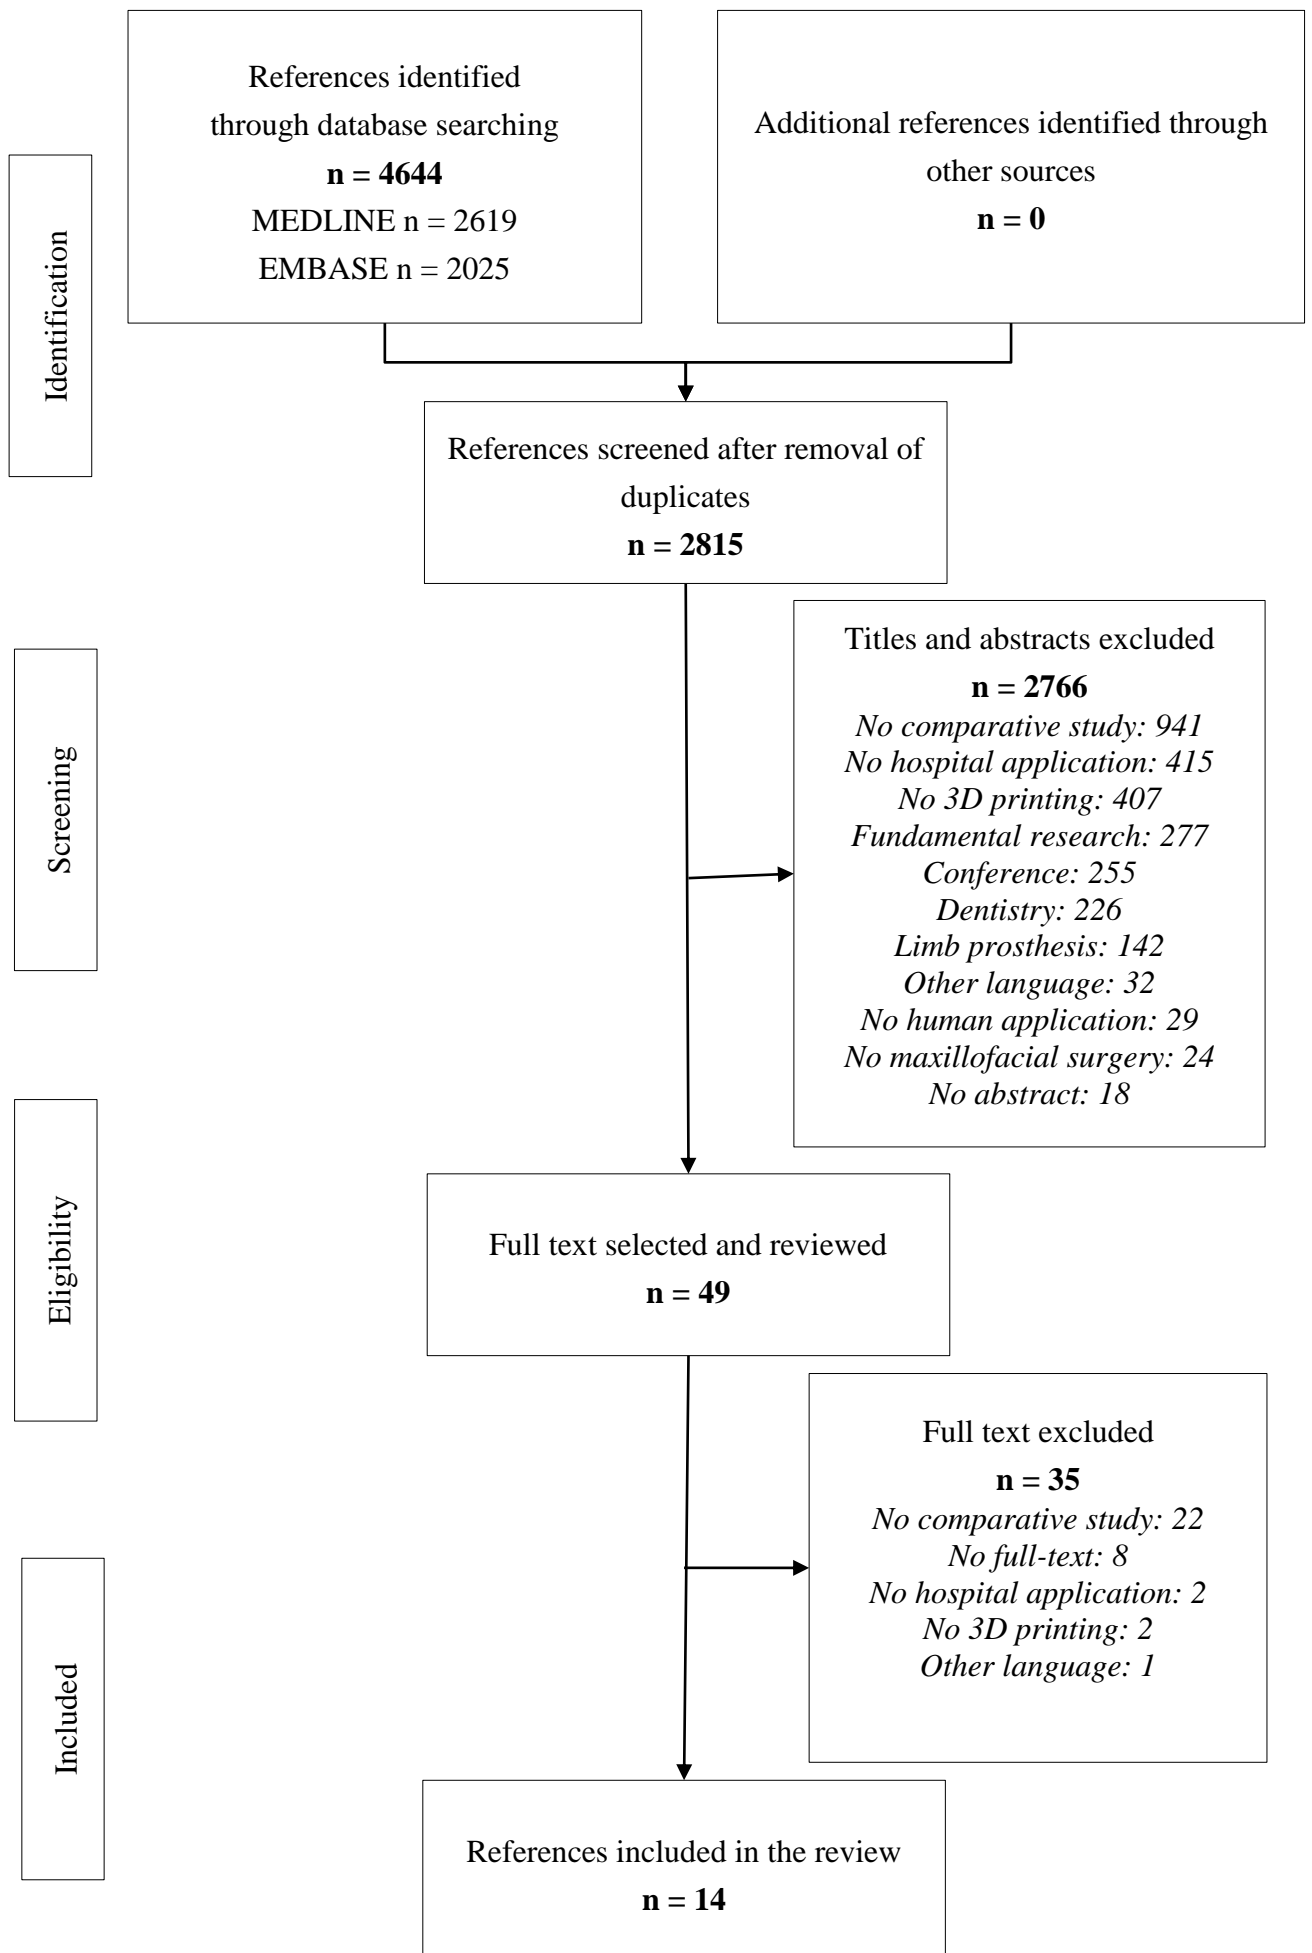 References identified
through database searching
n = 4644
MEDLINE n = 2619
EMBASE n = 2025
Additional references identified through
other sources
n = 0
Identification
References screened after removal of
duplicates
n = 2815
Screening
Titles and abstracts excluded
n = 2766
No comparative study: 941
No hospital application: 415
No 3D printing: 407
Fundamental research: 277
Conference: 255
Dentistry: 226
Limb prosthesis: 142
Other language: 32
No human application: 29
No maxillofacial surgery: 24
No abstract: 18
Eligibility
Full text selected and reviewed
n = 49
Full text excluded
n = 35
No comparative study: 22
No full-text: 8
No hospital application: 2
No 3D printing: 2
Other language: 1
Included
References included in the review
n = 14